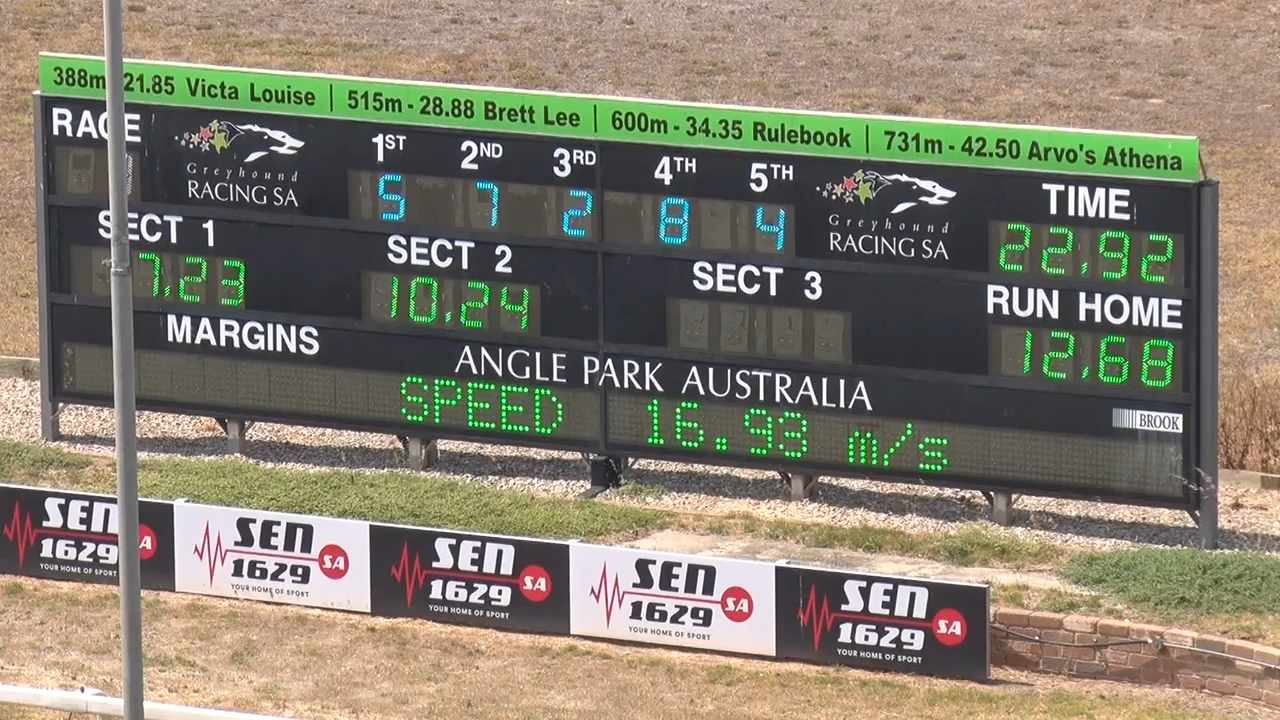 388m 21.85 Victa Louise | 515m - 28.88 Brett Lee | 600m - 34.35 Rulebook | 731m - 42.50 Arvo's Athena
RACE
Greyhound
RACING SA
1ST 2ND 3RD 4TH 5TH
5 7 2 8 4
Greyhound
RACING SA
TIME
22.92
SECT 1
7.23
SECT 2
10.24
SECT 3
RUN HOME
12.68
MARGINS
ANGLE PARK AUSTRALIA
SPEED 16.93 m/s
BROOK
SEN
1629
SA
YOUR HOME OF SPORT
SEN
1629
SA
YOUR HOME OF SPORT
SEN
1629
SA
YOUR HOME OF SPORT
SEN
1629
SA
YOUR HOME OF SPORT
SEN
1629
SA
YOUR HOME OF SPORT